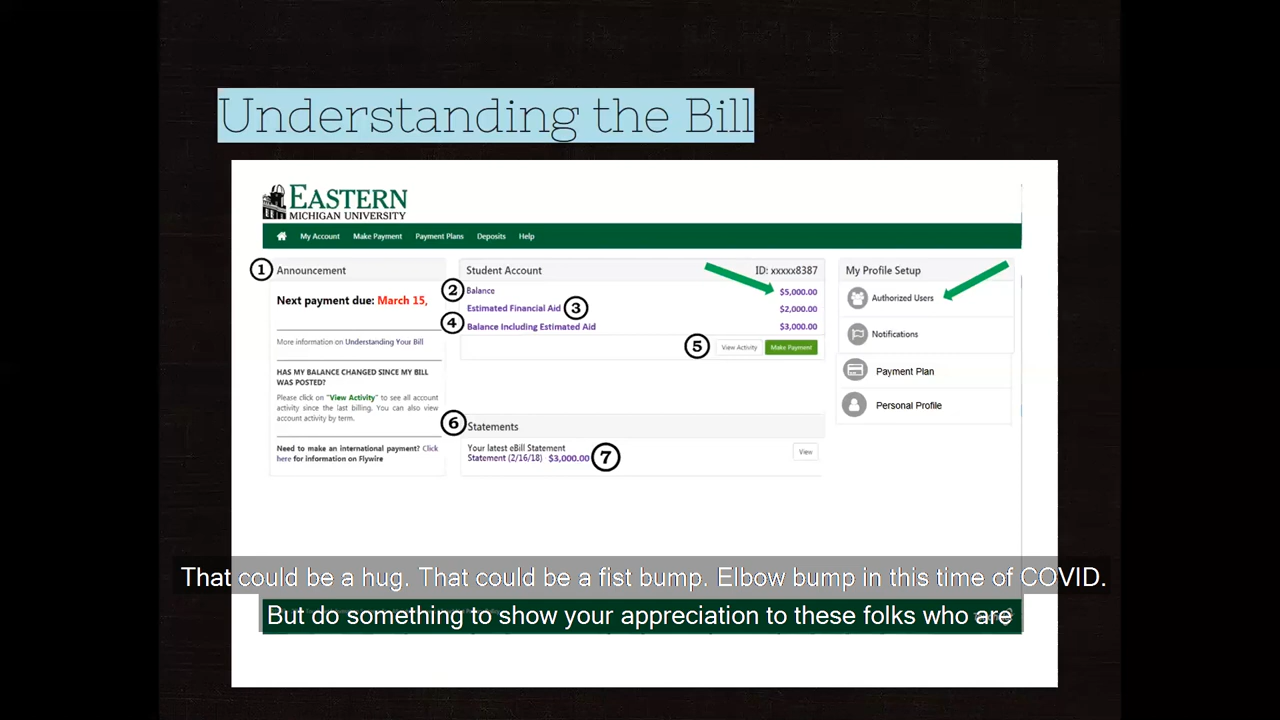 Understanding the Bill
EASTERN
MICHIGAN UNIVERSITY
My Account Make Payment Payment Plans Deposits Help
1 Announcement
Next payment due: March 15,
More information on Understanding Your Bill
HAS MY BALANCE CHANGED SINCE MY BILL
WAS POSTED?
Please click on "View Activity" to see all account
activity since the last billing. You can also view
account activity by term.
Need to make an international payment? Click
here for information on Flywire
Student Account ID: xxxxx8387
2 Balance $5,000.00
Estimated Financial Aid 3 $2,000.00
4 Balance Including Estimated Aid $3,000.00
5 View Activity Make Payment
6 Statements
Your latest eBill Statement
Statement (2/16/18) $3,000.00 7 View
My Profile Setup
Authorized Users
Notifications
Payment Plan
Personal Profile
That could be a hug. That could be a fist bump. Elbow bump in this time of COVID.
But do something to show your appreciation to these folks who are